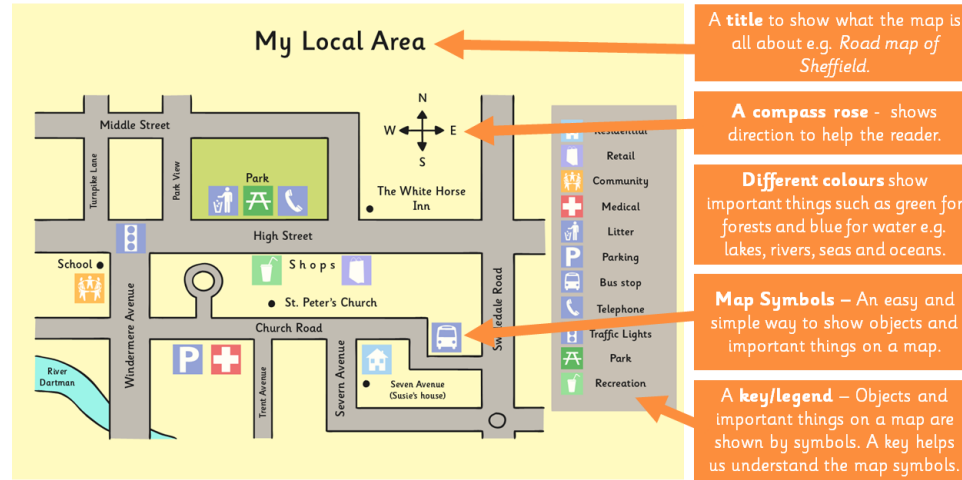 My Local Area
N
W E
S
Middle Street
Turnpike Lane
Park View
Park
The White Horse
Inn
High Street
School
Shops
St. Peter's Church
Church Road
Windermere Avenue
River
Dartman
Trent Avenue
Severn Avenue
Seven Avenue
(Susie's house)
Road
P
Residential
Retail
Community
Medical
Litter
P Parking
Bus stop
Telephone
Traffic Lights
Park
Recreation
A title to show what the map is
all about e.g. Road map of
Sheffield.
A compass rose - shows
direction to help the reader.
Different colours show
important things such as green for
forests and blue for water e.g.
lakes, rivers, seas and oceans.
Map Symbols – An easy and
simple way to show objects and
important things on a map.
A key/legend – Objects and
important things on a map are
shown by symbols. A key helps
us understand the map symbols.